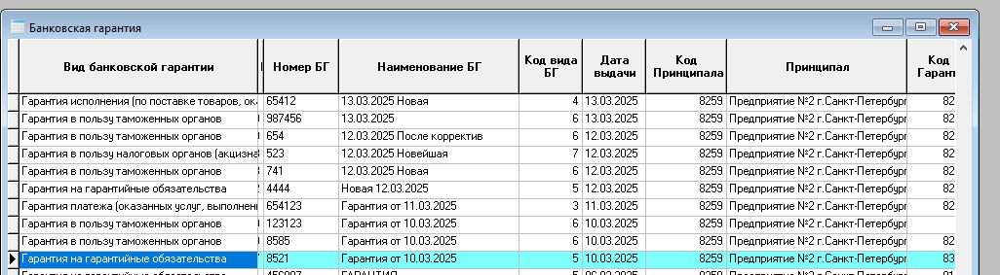 Банковская гарантия
Вид банковской гарантии Номер БГ Наименование БГ Код вида БГ Дата выдачи Код Принципала Принципал Код Гарант
Гарантия исполнения (по поставке товаров, ока 65412 13.03.2025 Новая 4 13.03.2025 8259 Предприятие №2 г.Санкт-Петербург 82
Гарантия в пользу таможенных органов 987456 13.03.2025 6 13.03.2025 8259 Предприятие №2 г.Санкт-Петербург 82
Гарантия в пользу таможенных органов 654 12.03.2025 После корректив 6 12.03.2025 8259 Предприятие №2 г.Санкт-Петербург 82
Гарантия в пользу налоговых органов (акцизна 523 12.03.2025 Новейшая 7 12.03.2025 8259 Предприятие №2 г.Санкт-Петербург 82
Гарантия в пользу таможенных органов 741 12.03.2025 Новая 6 12.03.2025 8259 Предприятие №2 г.Санкт-Петербург 82
Гарантия на гарантийные обязательства 4444 Новая 12.03.2025 5 12.03.2025 8259 Предприятие №2 г.Санкт-Петербург 82
Гарантия платежа (оказанных услуг, выполнен 654123 Гарантия от 11.03.2025 3 11.03.2025 8259 Предприятие №2 г.Санкт-Петербург 82
Гарантия в пользу таможенных органов 123123 Гарантия от 10.03.2025 6 10.03.2025 8259 Предприятие №2 г.Санкт-Петербург
Гарантия в пользу таможенных органов 8585 Гарантия от 10.03.2025 6 10.03.2025 8259 Предприятие №2 г.Санкт-Петербург 82
Гарантия на гарантийные обязательства 8521 Гарантия от 10.03.2025 5 10.03.2025 8259 Предприятие №2 г.Санкт-Петербург 83